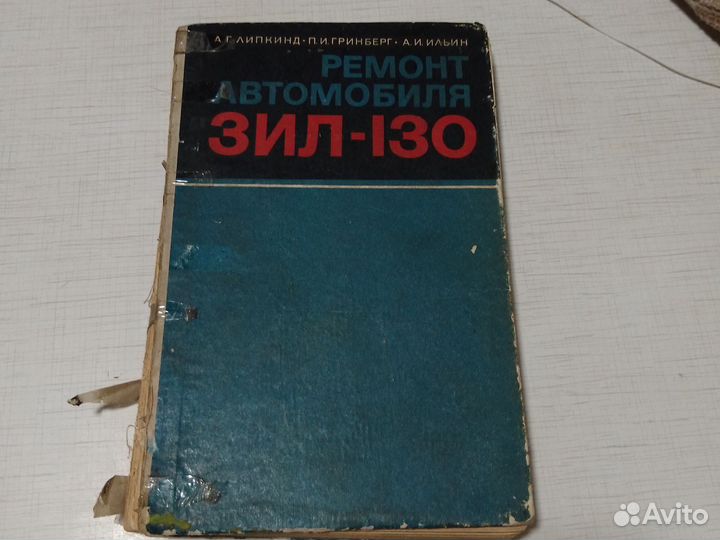 А. Г. ЛИПКИНД · П. И. ГРИНБЕРГ · А. И. ИЛЬИН
РЕМОНТ
АВТОМОБИЛЯ
ЗИЛ-130
Avito